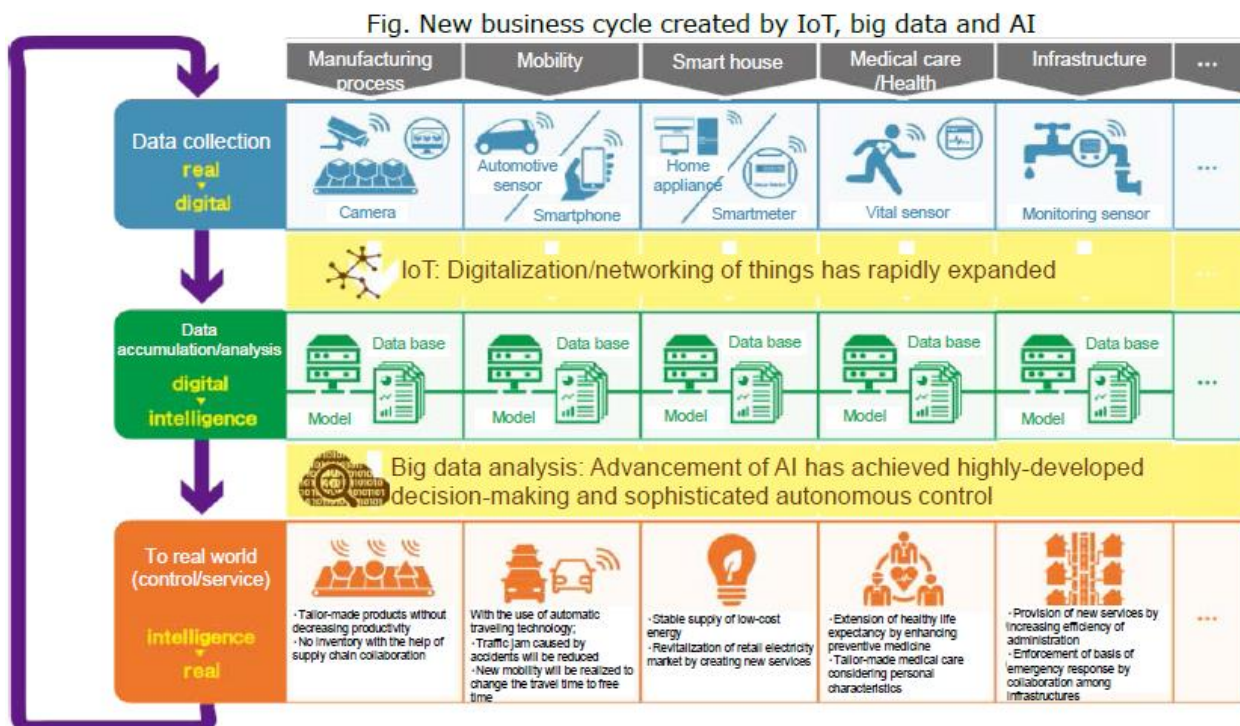 Fig. New business cycle created by IoT, big data and AI
Manufacturing
process
Mobility
Smart house
Medical care
/Health
Infrastructure
...
Data collection
real
digital
Camera
Automotive
sensor
Smartphone
Home
appliance
Smartmeter
Vital sensor
Monitoring sensor
...
IoT: Digitalization/networking of things has rapidly expanded
...
Data
accumulation/analysis
digital
intelligence
Data base
Model
Data base
Model
Data base
Model
Data base
Model
Data base
Model
...
Big data analysis: Advancement of AI has achieved highly-developed
decision-making and sophisticated autonomous control
To real world
(control/service)
intelligence
real
・Tailor-made products without
decreasing productivity
・No inventory with the help of
supply chain collaboration
With the use of automatic
traveling technology;
・Traffic jam caused by
accidents will be reduced
・New mobility will be realized to
change the travel time to free
time
・Stable supply of low-cost
energy
・Revitalization of retail electricity
market by creating new services
・Extension of healthy life
expectancy by enhancing
preventive medicine
・Tailor-made medical care
considering personal
characteristics
・Provision of new services by
increasing efficiency of
administration
・Enforcement of basis of
emergency response by
collaboration among
infrastructures
...